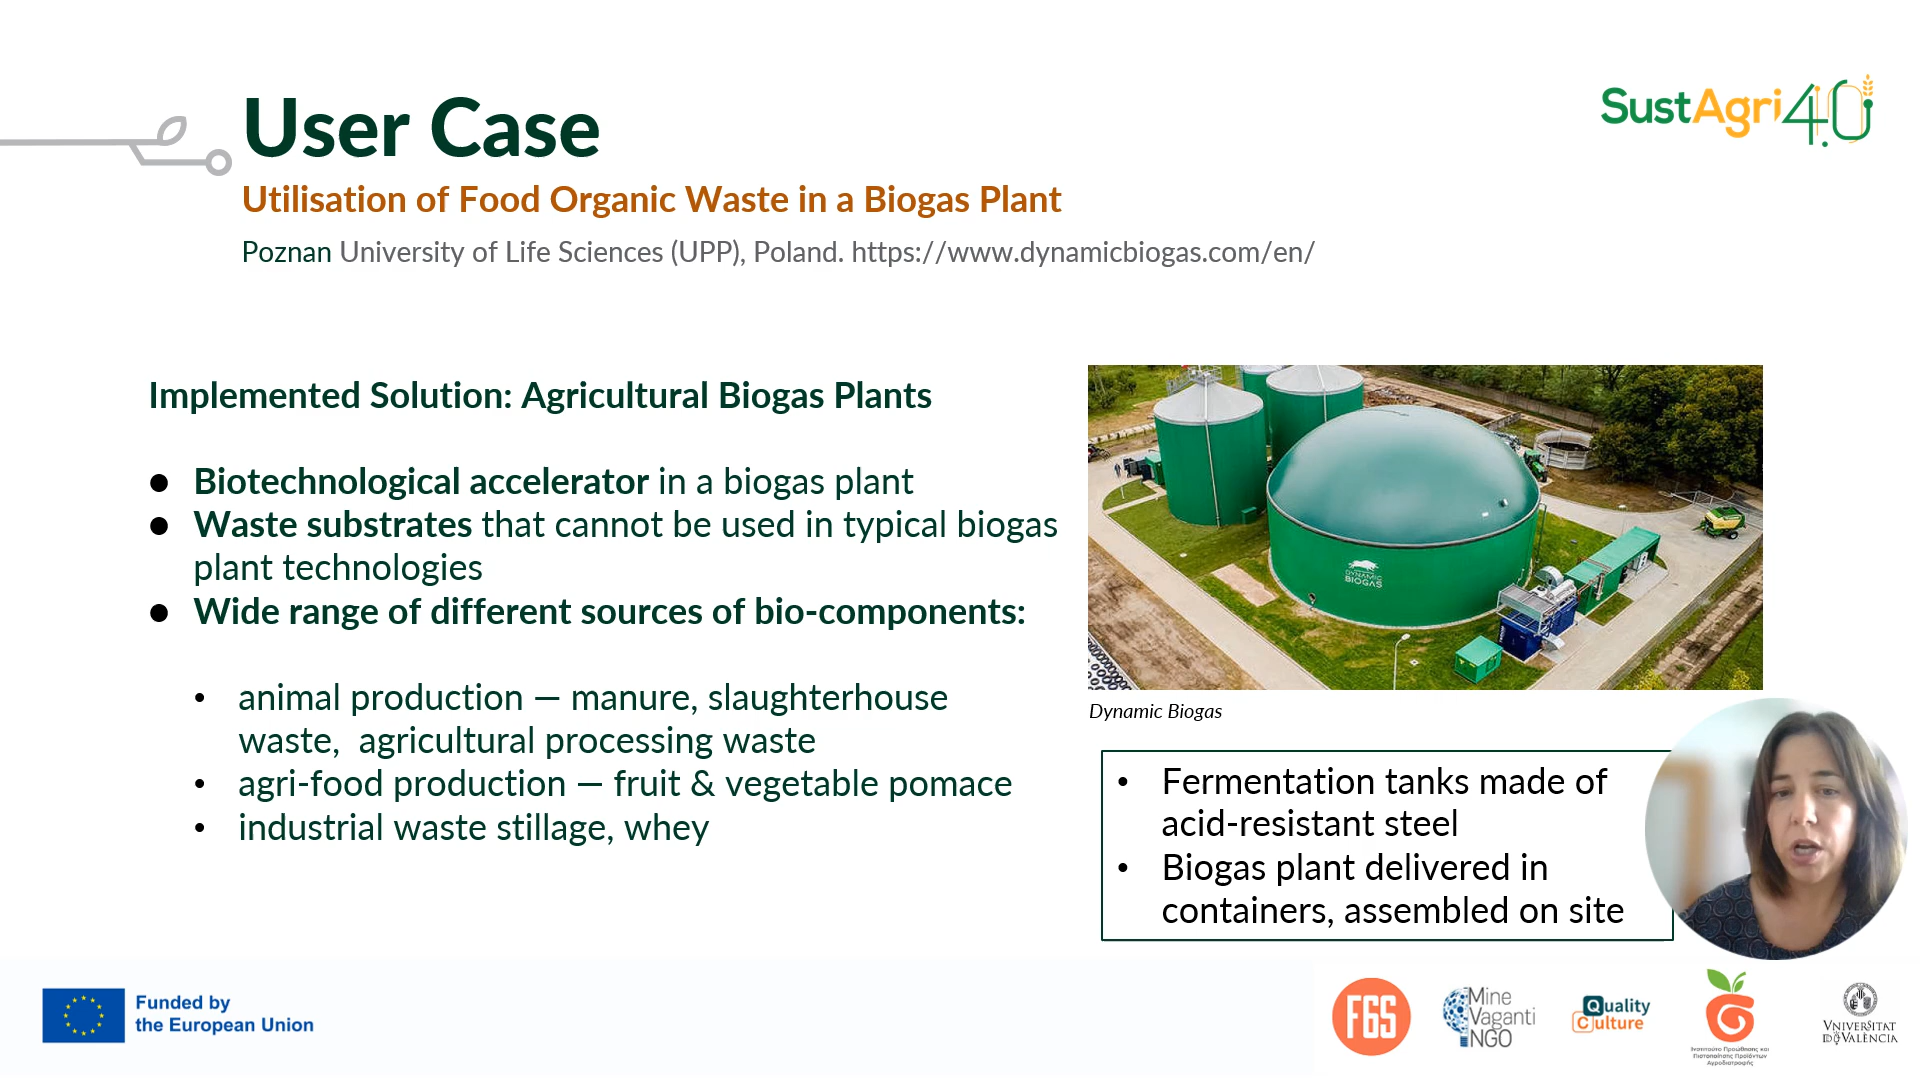 User Case
SustAgri4.0
Utilisation of Food Organic Waste in a Biogas Plant
Poznan University of Life Sciences (UPP), Poland. https://www.dynamicbiogas.com/en/
Implemented Solution: Agricultural Biogas Plants
● Biotechnological accelerator in a biogas plant
● Waste substrates that cannot be used in typical biogas
plant technologies
● Wide range of different sources of bio-components:
• animal production — manure, slaughterhouse
waste, agricultural processing waste
• agri-food production — fruit & vegetable pomace
• industrial waste stillage, whey
DYNAMIC
BIOGAS
Dynamic Biogas
• Fermentation tanks made of
acid-resistant steel
• Biogas plant delivered in
containers, assembled on site
Funded by
the European Union
FGS
Mine
Vaganti
NGO
Quality
Culture
Ινστιτούτο Προώθησης και
Πιστοποίησης Προϊόντων
Αγροδιατροφής
VNIVERSITAT
DE VALÈNCIA